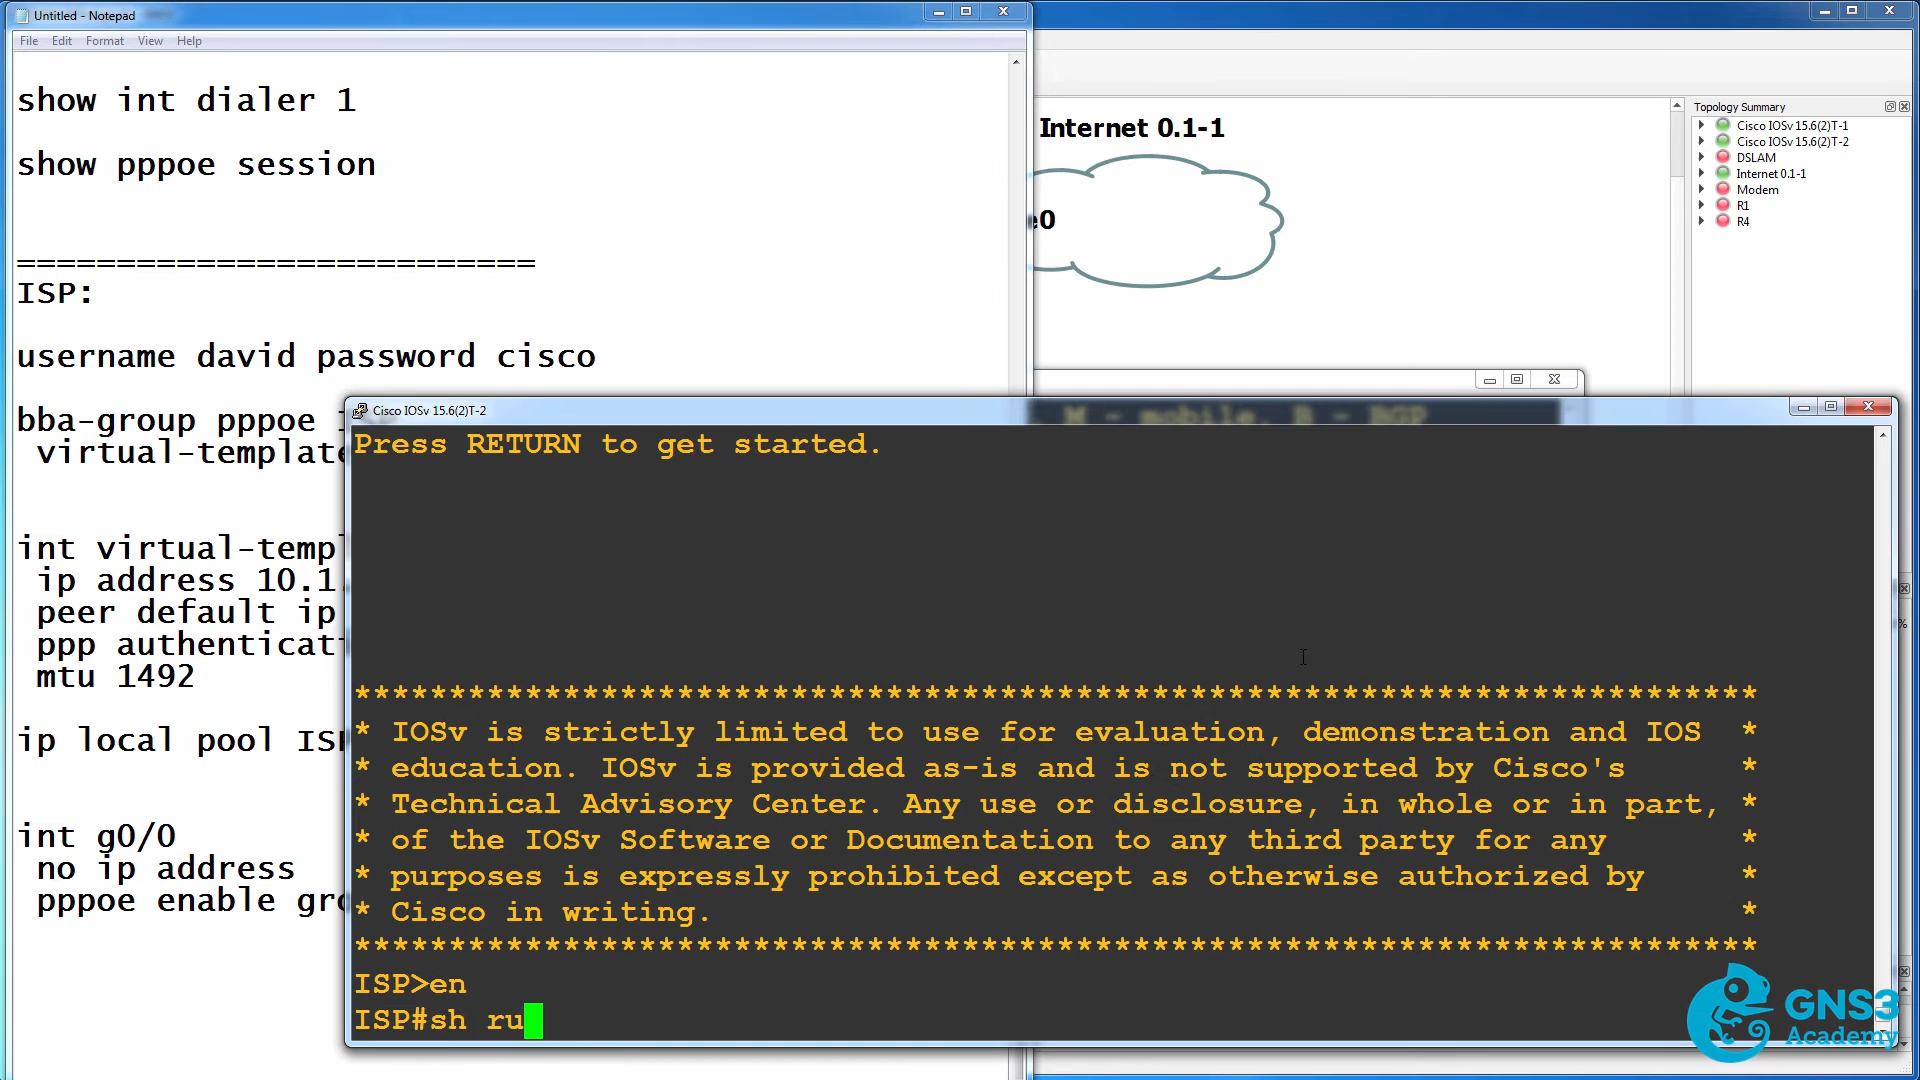 Untitled - Notepad
File Edit Format View Help
show int dialer 1
show pppoe session
==========================
ISP:
username david password cisco
bba-group pppoe
virtual-template
int virtual-templ
ip address 10.1
peer default ip
ppp authenticat
mtu 1492
ip local pool ISP
int g0/0
no ip address
pppoe enable gro
Internet 0.1-1
e0
Topology Summary
Cisco IOSv 15.6(2)T-1
Cisco IOSv 15.6(2)T-2
DSLAM
Internet 0.1-1
Modem
R1
R4
M - mobile, B - BGP
%
Cisco IOSv 15.6(2)T-2
Press RETURN to get started.
**************************************************************************
* IOSv is strictly limited to use for evaluation, demonstration and IOS *
* education. IOSv is provided as-is and is not supported by Cisco's *
* Technical Advisory Center. Any use or disclosure, in whole or in part, *
* of the IOSv Software or Documentation to any third party for any *
* purposes is expressly prohibited except as otherwise authorized by *
* Cisco in writing. *
**************************************************************************
ISP>en
ISP#sh ru
GNS3
Academy